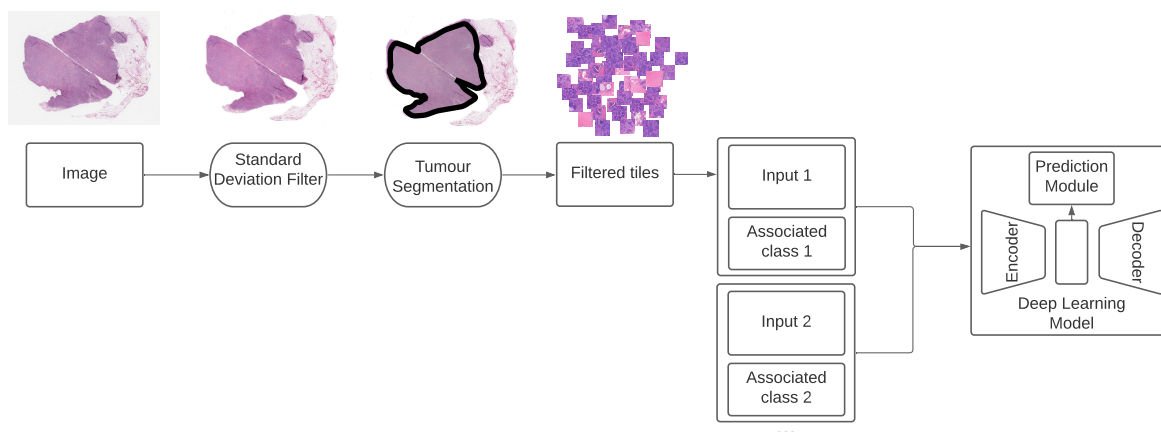 Image
Standard
Deviation Filter
Tumour
Segmentation
Filtered tiles
Input 1
Associated
class 1
Input 2
Associated
class 2
...
Prediction
Module
Encoder
Decoder
Deep Learning
Model